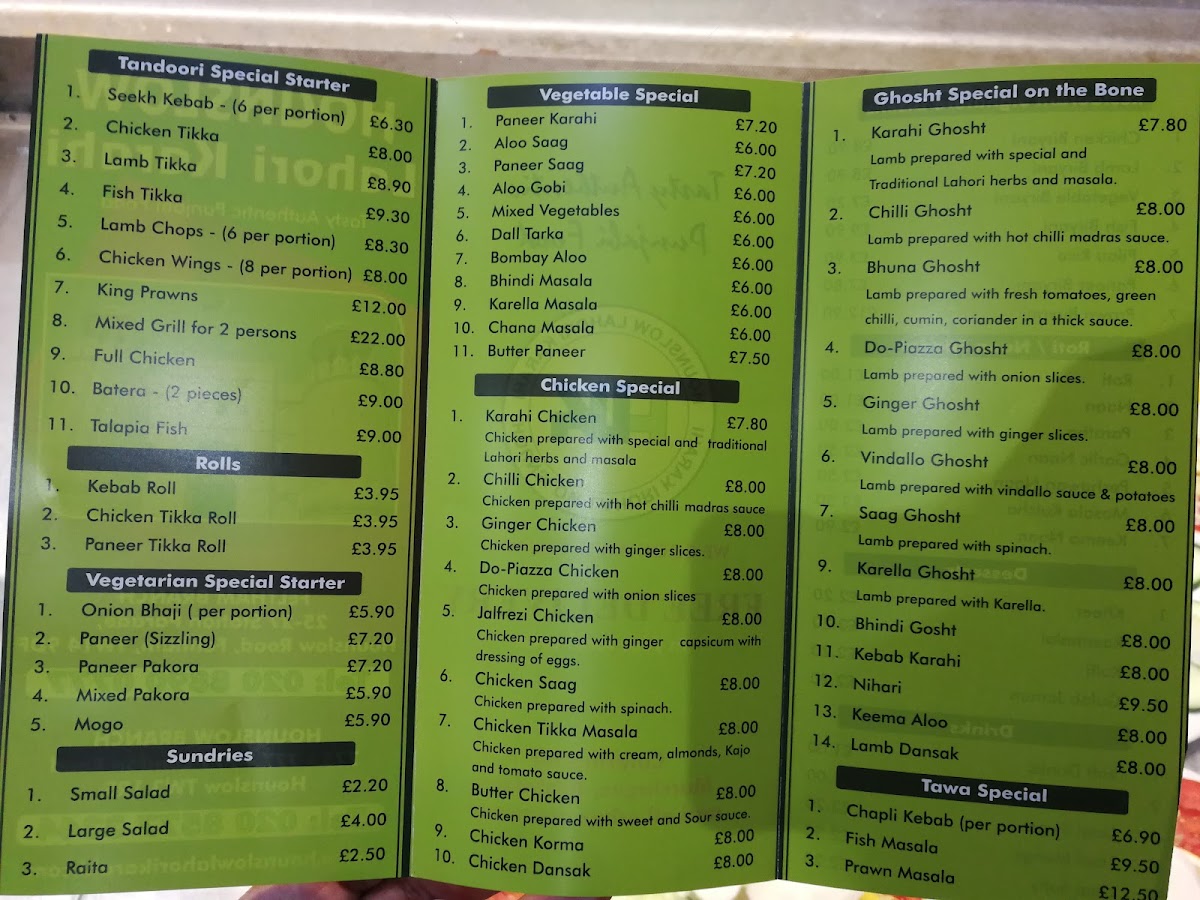 Tandoori Special Starter
1. Seekh Kebab - (6 per portion) £6.30
2. Chicken Tikka £8.00
3. Lamb Tikka £8.90
4. Fish Tikka £9.30
5. Lamb Chops - (6 per portion) £8.30
6. Chicken Wings - (8 per portion) £8.00
7. King Prawns £12.00
8. Mixed Grill for 2 persons £22.00
9. Full Chicken £8.80
10. Batera - (2 pieces) £9.00
11. Talapia Fish £9.00
Rolls
1. Kebab Roll £3.95
2. Chicken Tikka Roll £3.95
3. Paneer Tikka Roll £3.95
Vegetarian Special Starter
1. Onion Bhaji ( per portion) £5.90
2. Paneer (Sizzling) £7.20
3. Paneer Pakora £7.20
4. Mixed Pakora £5.90
5. Mogo £5.90
Sundries
1. Small Salad £2.20
2. Large Salad £4.00
3. Raita £2.50
Vegetable Special
1. Paneer Karahi £7.20
2. Aloo Saag £6.00
3. Paneer Saag £7.20
4. Aloo Gobi £6.00
5. Mixed Vegetables £6.00
6. Dall Tarka £6.00
7. Bombay Aloo £6.00
8. Bhindi Masala £6.00
9. Karella Masala £6.00
10. Chana Masala £6.00
11. Butter Paneer £7.50
Chicken Special
1. Karahi Chicken £7.80
Chicken prepared with special and traditional
Lahori herbs and masala
2. Chilli Chicken £8.00
Chicken prepared with hot chilli madras sauce
3. Ginger Chicken £8.00
Chicken prepared with ginger slices.
4. Do-Piazza Chicken £8.00
Chicken prepared with onion slices
5. Jalfrezi Chicken £8.00
Chicken prepared with ginger capsicum with
dressing of eggs.
6. Chicken Saag £8.00
Chicken prepared with spinach.
7. Chicken Tikka Masala £8.00
Chicken prepared with cream, almonds, Kajo
and tomato sauce.
8. Butter Chicken £8.00
Chicken prepared with sweet and Sour sauce.
9. Chicken Korma £8.00
10. Chicken Dansak £8.00
Ghosht Special on the Bone
1. Karahi Ghosht £7.80
Lamb prepared with special and
Traditional Lahori herbs and masala.
2. Chilli Ghosht £8.00
Lamb prepared with hot chilli madras sauce.
3. Bhuna Ghosht £8.00
Lamb prepared with fresh tomatoes, green
chilli, cumin, coriander in a thick sauce.
4. Do-Piazza Ghosht £8.00
Lamb prepared with onion slices.
5. Ginger Ghosht £8.00
Lamb prepared with ginger slices.
6. Vindallo Ghosht £8.00
Lamb prepared with vindallo sauce & potatoes
7. Saag Ghosht £8.00
Lamb prepared with spinach.
9. Karella Ghosht £8.00
Lamb prepared with Karella.
10. Bhindi Gosht £8.00
11. Kebab Karahi £8.00
12. Nihari £9.50
13. Keema Aloo £8.00
14. Lamb Dansak £8.00
Tawa Special
1. Chapli Kebab (per portion) £6.90
2. Fish Masala £9.50
3. Prawn Masala £12.50